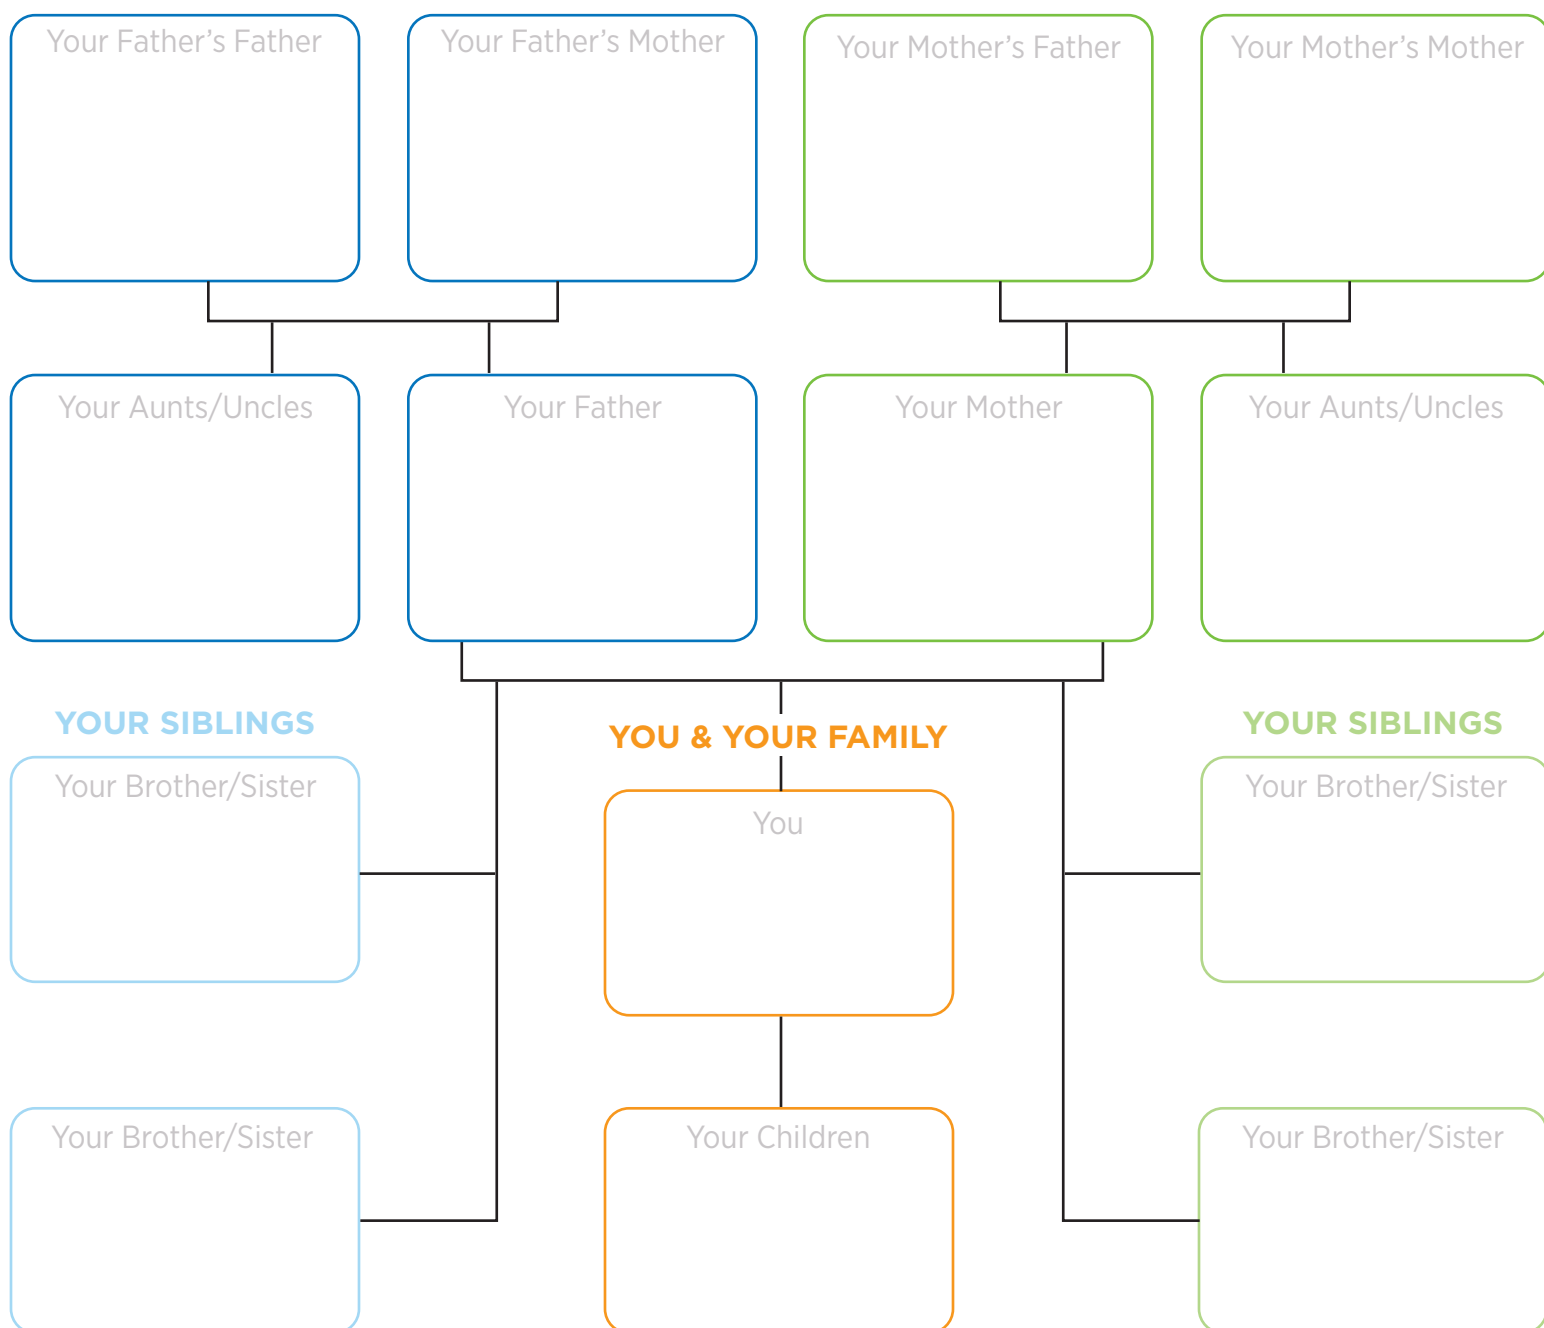 Your Father’s Father
Your Father’s Mother
Your Mother’s Father
Your Mother’s Mother
Your Aunts/Uncles
Your Father
Your Mother
Your Aunts/Uncles
YOUR SIBLINGS
YOU & YOUR FAMILY
YOUR SIBLINGS
Your Brother/Sister
You
Your Brother/Sister
Your Brother/Sister
Your Children
Your Brother/Sister